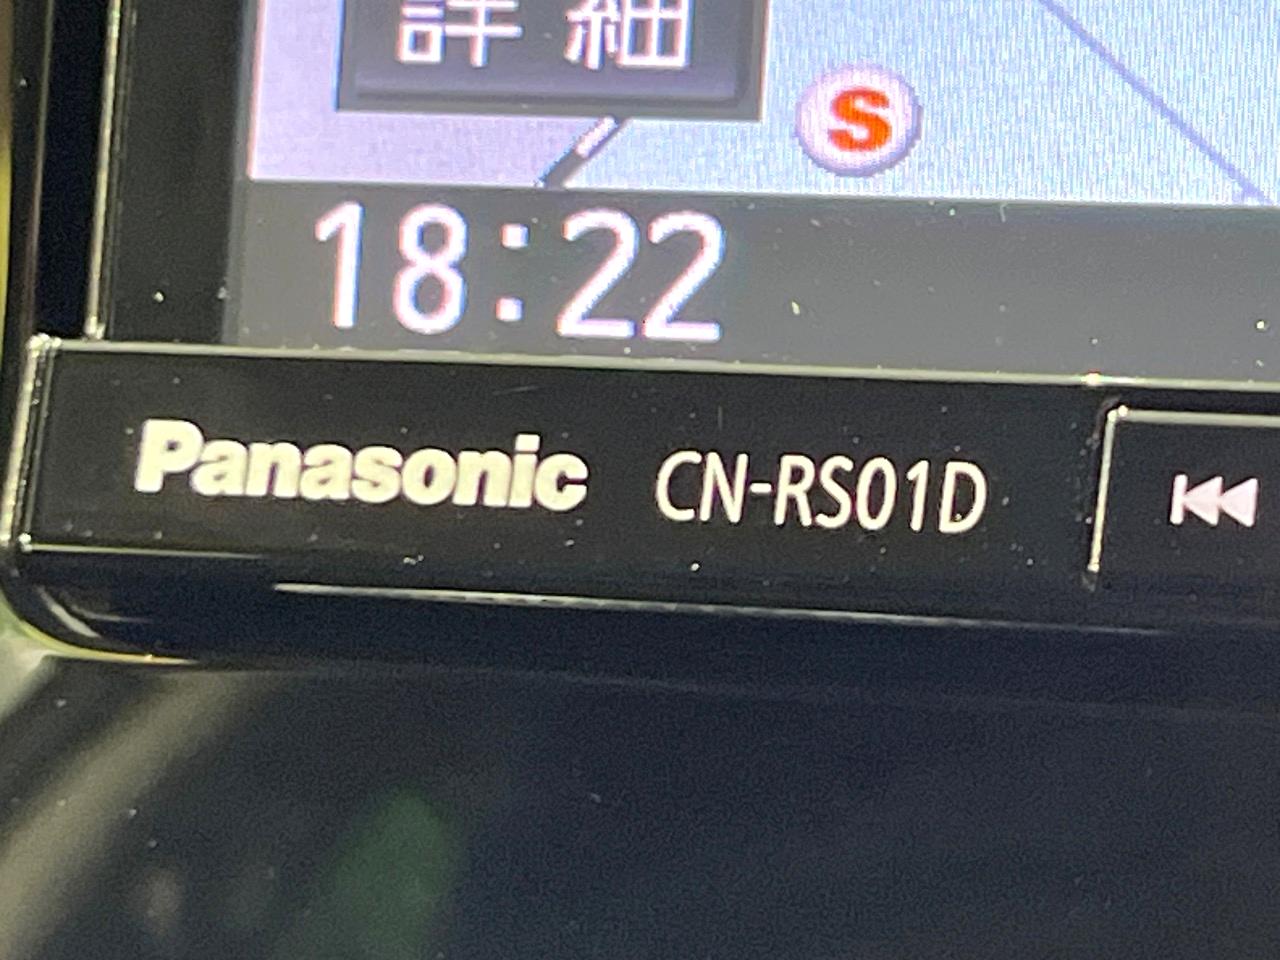 詳細
S
18:22
Panasonic CN-RS01D